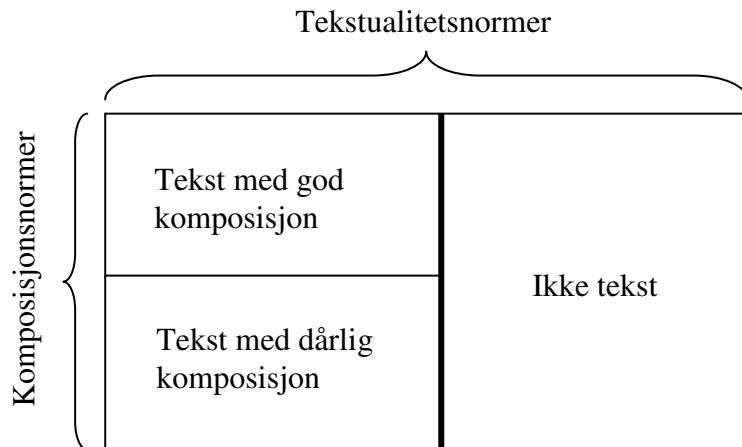 Tekstualitetsnormer
Komposisjonsnormer
Tekst med god
komposisjon
Ikke tekst
Tekst med dårlig
komposisjon